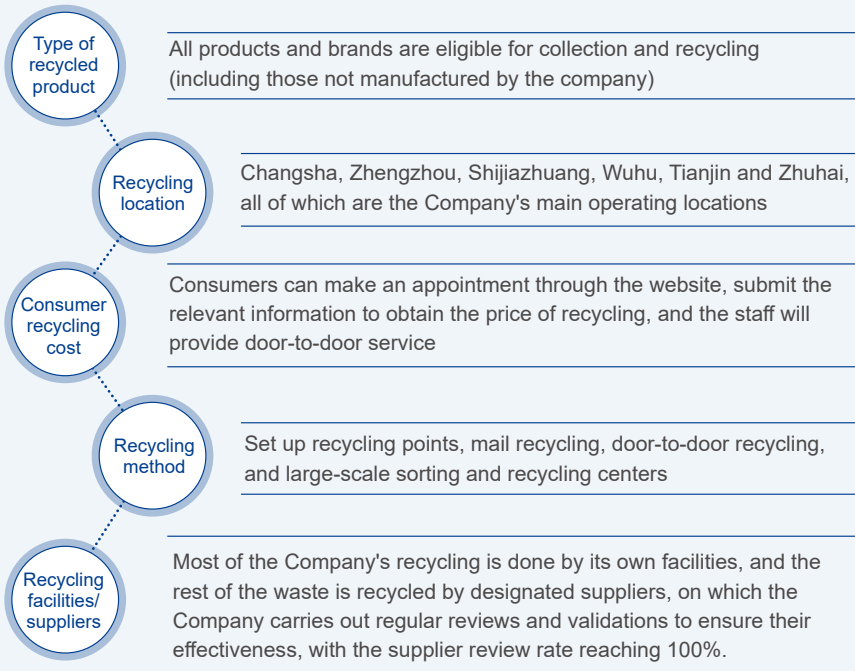 Type of
recycled
product
All products and brands are eligible for collection and recycling
(including those not manufactured by the company)
Recycling
location
Changsha, Zhengzhou, Shijiazhuang, Wuhu, Tianjin and Zhuhai,
all of which are the Company's main operating locations
Consumer
recycling
cost
Consumers can make an appointment through the website, submit the
relevant information to obtain the price of recycling, and the staff will
provide door-to-door service
Recycling
method
Set up recycling points, mail recycling, door-to-door recycling,
and large-scale sorting and recycling centers
Recycling
facilities/
suppliers
Most of the Company's recycling is done by its own facilities, and the
rest of the waste is recycled by designated suppliers, on which the
Company carries out regular reviews and validations to ensure their
effectiveness, with the supplier review rate reaching 100%.